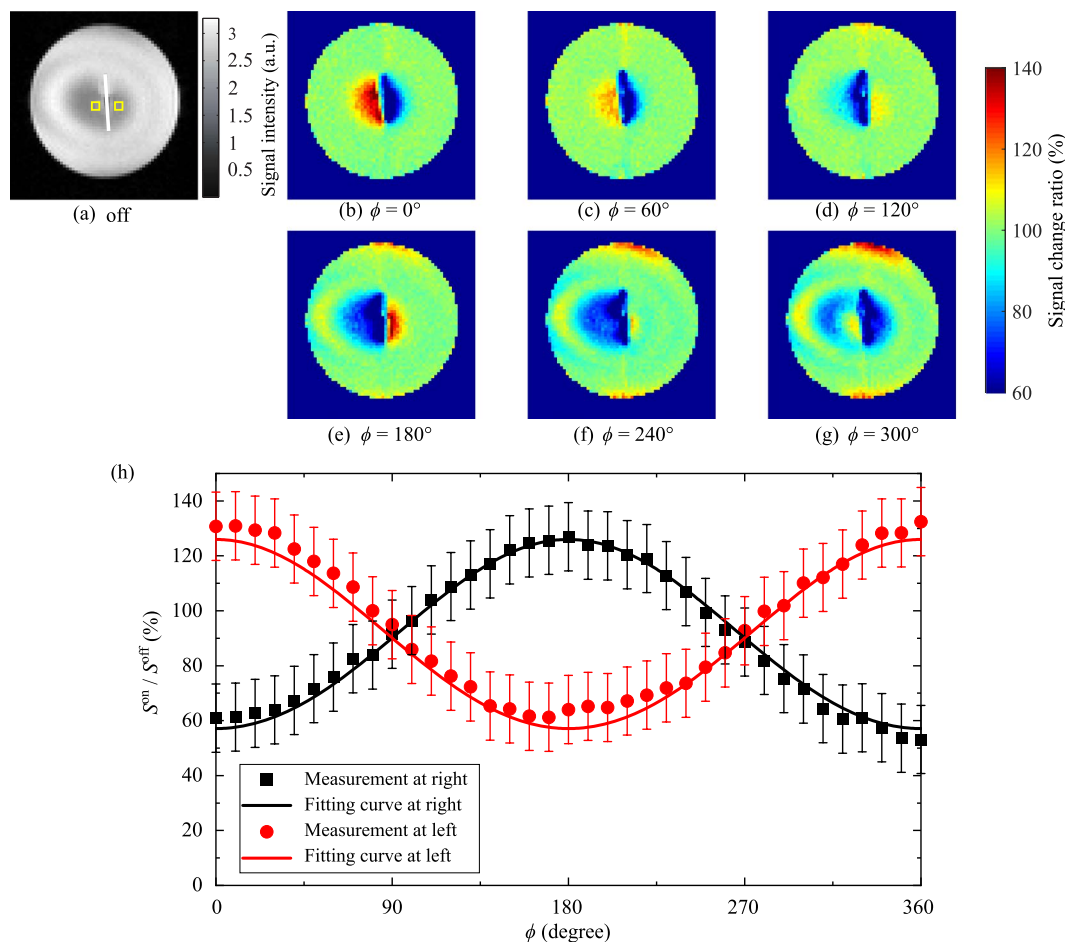 3
2.5
2
1.5
1
0.5
Signal intensity (a.u.)
(a) off
(b) ϕ = 0°
(c) ϕ = 60°
(d) ϕ = 120°
(e) ϕ = 180°
(f) ϕ = 240°
(g) ϕ = 300°
140
120
100
80
60
Signal change ratio (%)
(h)
140
120
100
80
60
40
20
0
S^on / S^off (%)
Measurement at right
Fitting curve at right
Measurement at left
Fitting curve at left
0 90 180 270 360
ϕ (degree)